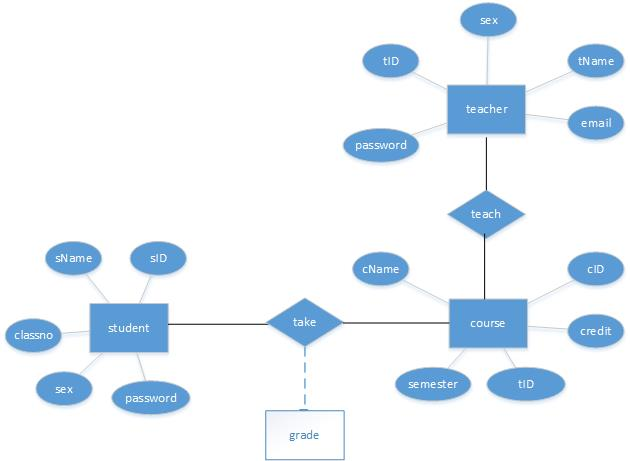 sex
tID
tName
teacher
email
password
teach
sName
sID
cName
cID
classno
student
take
course
credit
sex
password
semester
tID
grade